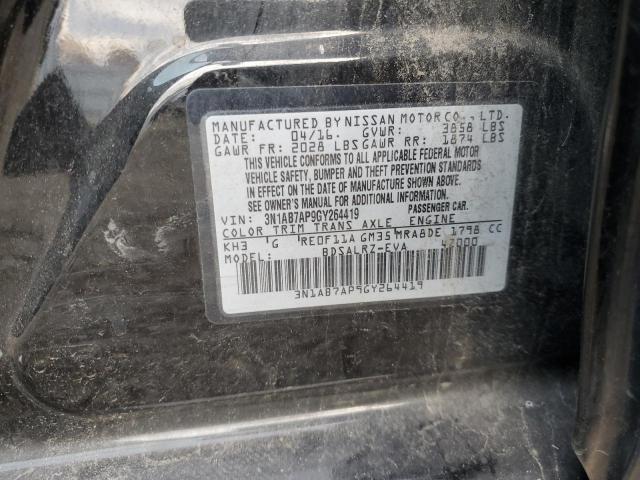 MANUFACTURED BY NISSAN MOTOR CO., LTD.
DATE: 04/16. GVWR: 3858 LBS
GAWR FR: 2028 LBS GAWR RR: 1874 LBS
THIS VEHICLE CONFORMS TO ALL APPLICABLE FEDERAL MOTOR
VEHICLE SAFETY, BUMPER AND THEFT PREVENTION STANDARDS
IN EFFECT ON THE DATE OF MANUFACTURE SHOWN ABOVE.
SEE OWNER'S MANUAL FOR ADDITIONAL INFORMATION.
VIN: 3N1AB7AP9GY264419 PASSENGER CAR.
COLOR TRIM TRANS AXLE ENGINE
KH3 G RE0F11A GM35 MRA8DE 1798 CC
MODEL: BDSALRZ-EVA 42000
3N1AB7AP9GY264419